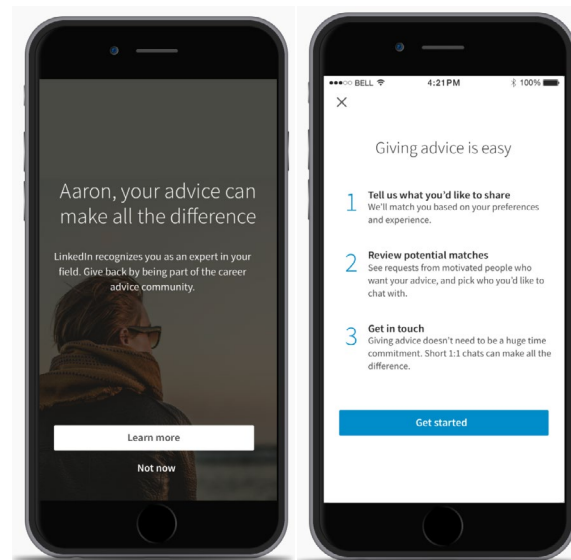 Aaron, your advice can
make all the difference
LinkedIn recognizes you as an expert in your
field. Give back by being part of the career
advice community.
Learn more
Not now
BELL 4:21PM 100%
Giving advice is easy
1 Tell us what you'd like to share
We'll match you based on your preferences
and experience.
2 Review potential matches
See requests from motivated people who
want your advice, and pick who you'd like to
chat with.
3 Get in touch
Giving advice doesn't need to be a huge time
commitment. Short 1:1 chats can make all the
difference.
Get started